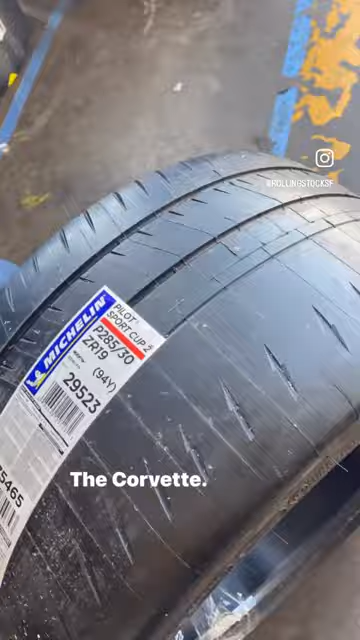 @ROLLINGSTOCKSF
MICHELIN
PILOT
SPORT CUP 2
P285/30
ZR19
(94Y)
29523
5465
The Corvette.